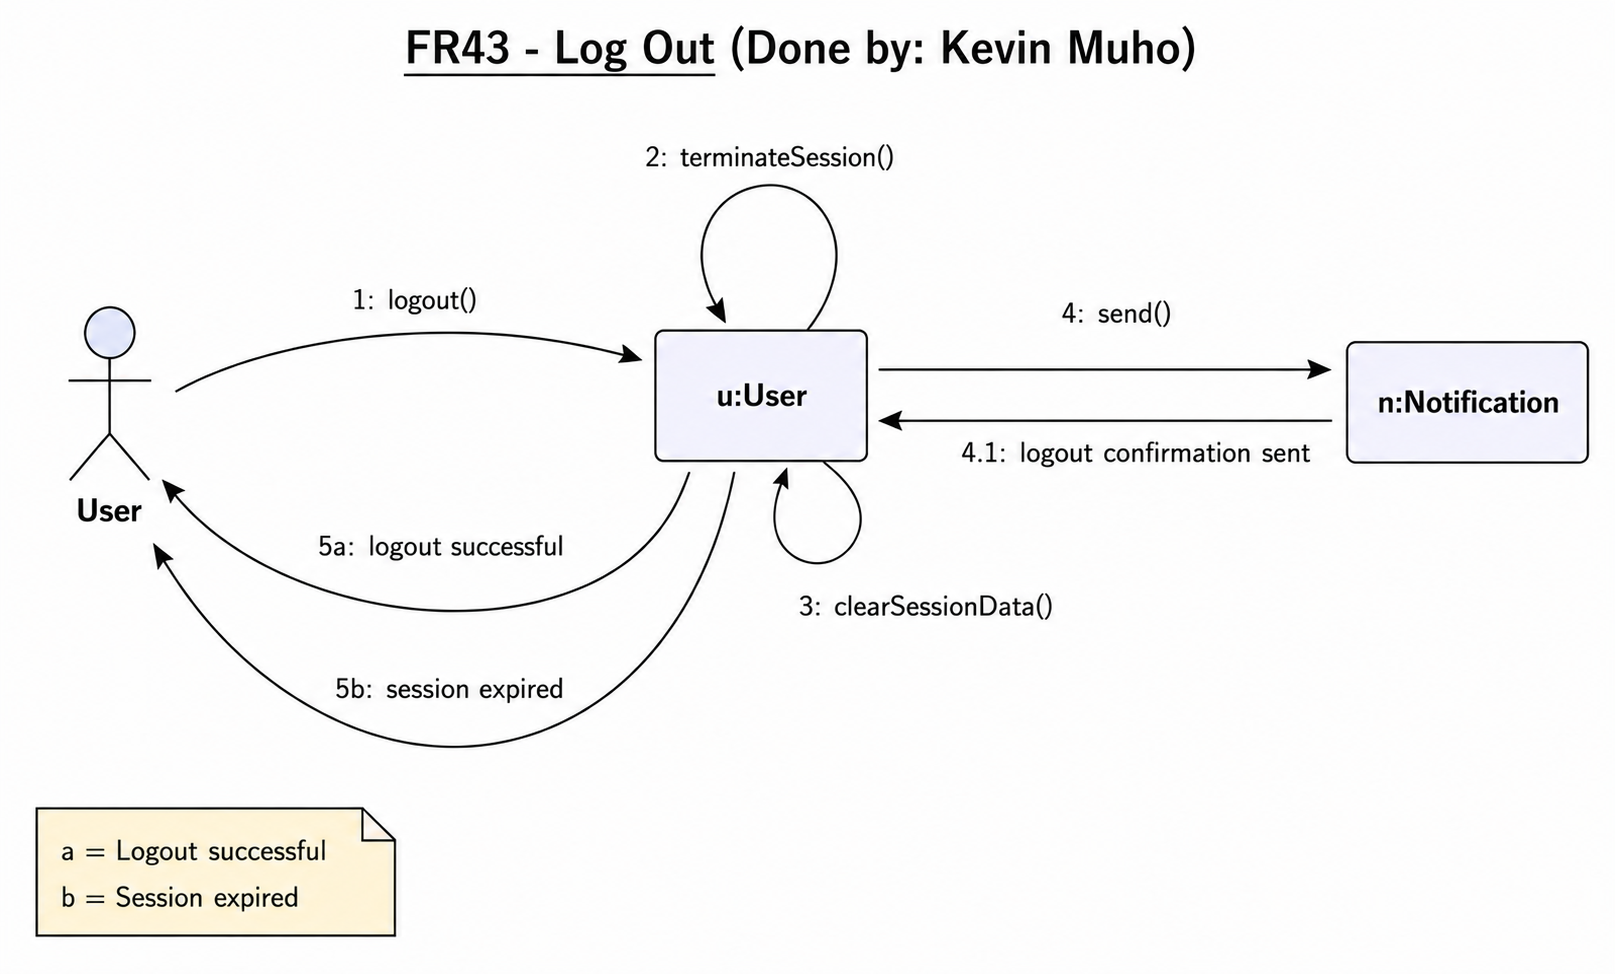 FR43 - Log Out (Done by: Kevin Muho)
2: terminateSession()
1: logout()
4: send()
u:User
n:Notification
4.1: logout confirmation sent
User
5a: logout successful
3: clearSessionData()
5b: session expired
a = Logout successful
b = Session expired